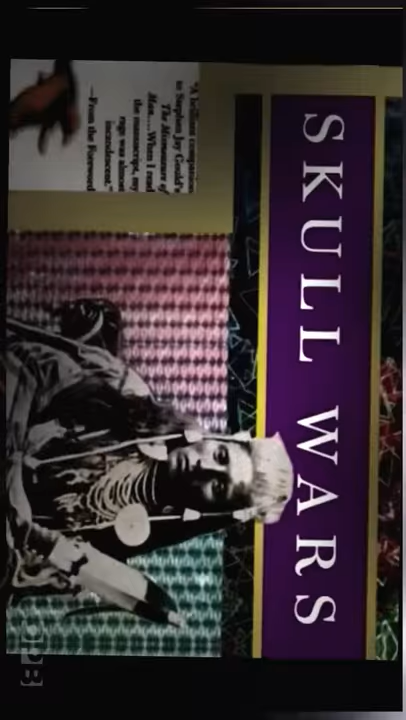 SKULL WARS
"A brilliant companion
to Stephen Jay Gould's
The Mismeasure of
Man.... When I read
the manuscript, my
rage was almost
incandescent."
—From the Foreword